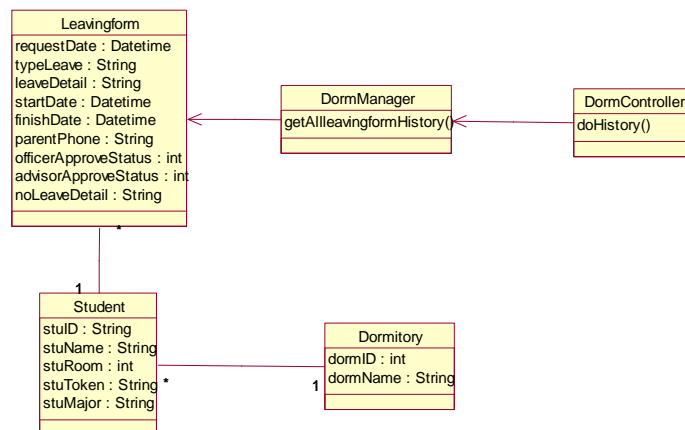 Leavingform
requestDate : Datetime
typeLeave : String
leaveDetail : String
startDate : Datetime
finishDate : Datetime
parentPhone : String
officerApproveStatus : int
advisorApproveStatus : int
noLeaveDetail : String
*
DormManager
getAllleavingformHistory()
DormController
doHistory()
1
Student
stuID : String
stuName : String
stuRoom : int
stuToken : String
stuMajor : String
*
1
Dormitory
dormID : int
dormName : String